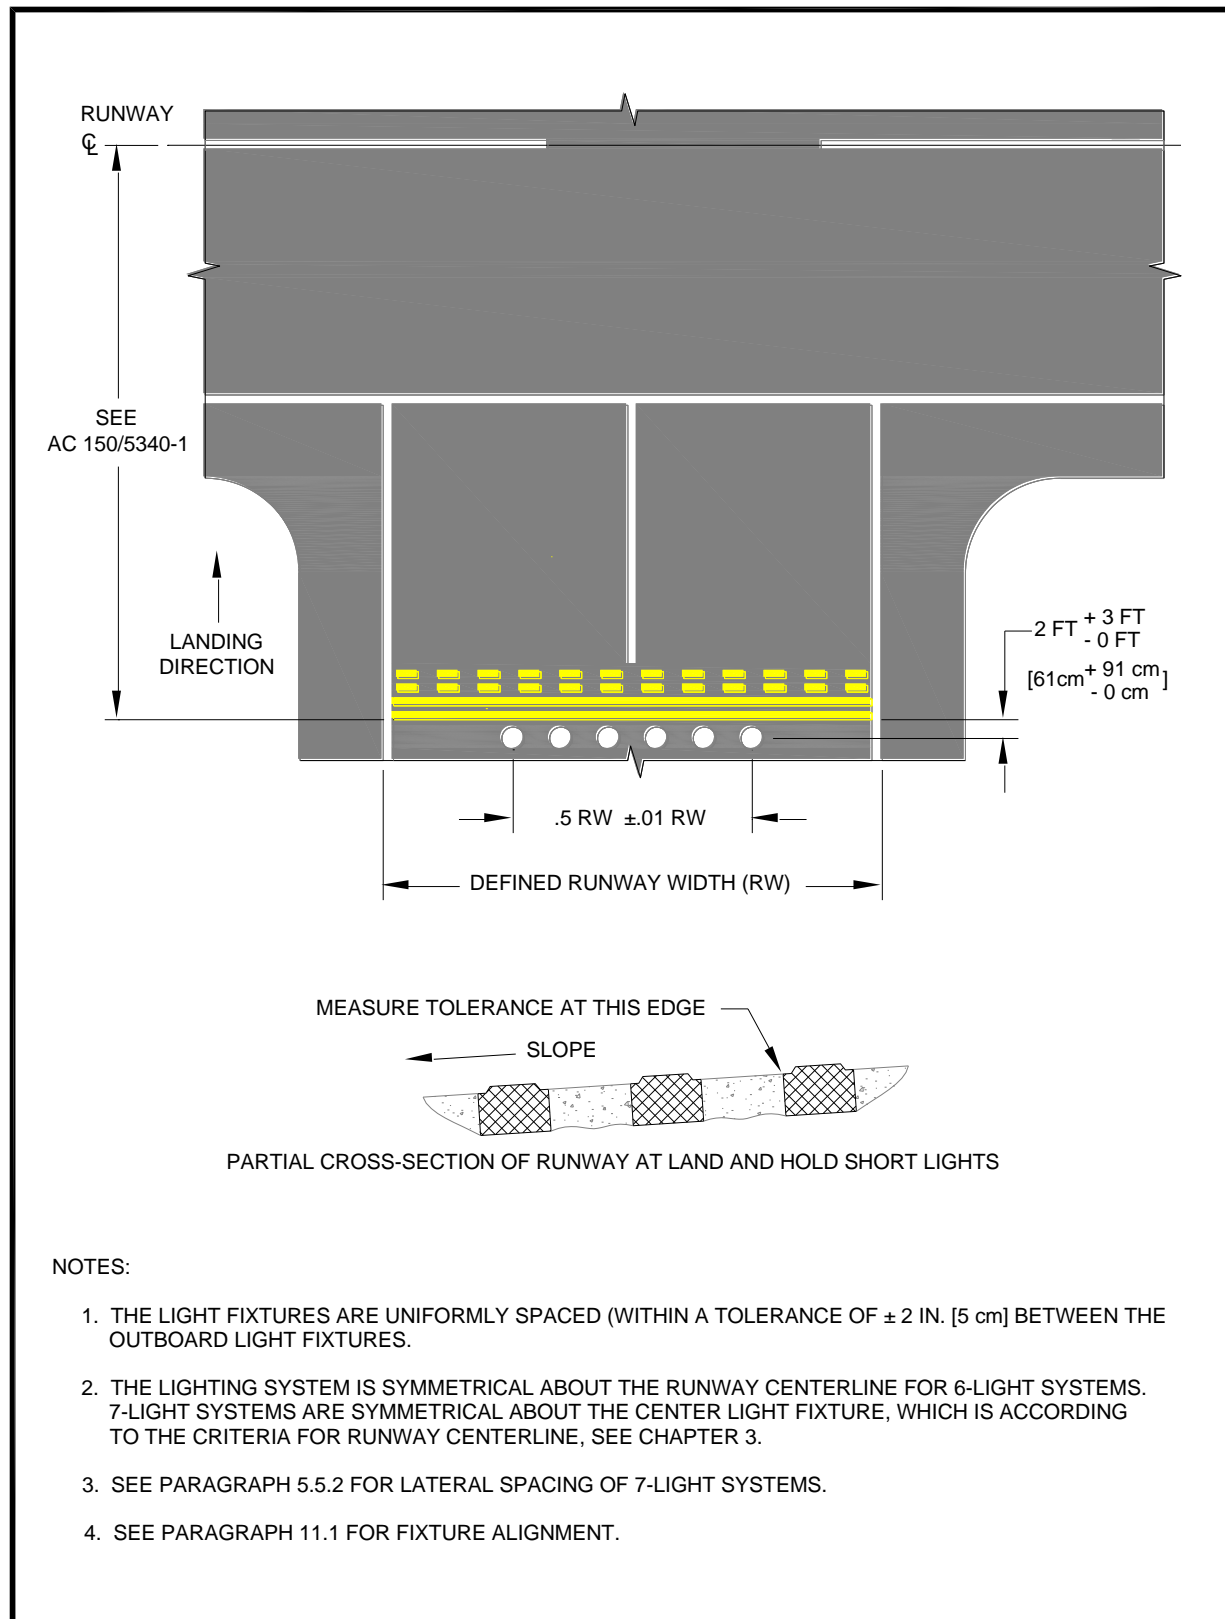 RUNWAY
℄
SEE
AC 150/5340-1
LANDING
DIRECTION
2 FT + 3 FT
- 0 FT
[61cm + 91 cm
- 0 cm ]
.5 RW ±.01 RW
DEFINED RUNWAY WIDTH (RW)
MEASURE TOLERANCE AT THIS EDGE
SLOPE
PARTIAL CROSS-SECTION OF RUNWAY AT LAND AND HOLD SHORT LIGHTS
NOTES:
1. THE LIGHT FIXTURES ARE UNIFORMLY SPACED (WITHIN A TOLERANCE OF ± 2 IN. [5 cm] BETWEEN THE
OUTBOARD LIGHT FIXTURES.
2. THE LIGHTING SYSTEM IS SYMMETRICAL ABOUT THE RUNWAY CENTERLINE FOR 6-LIGHT SYSTEMS.
7-LIGHT SYSTEMS ARE SYMMETRICAL ABOUT THE CENTER LIGHT FIXTURE, WHICH IS ACCORDING
TO THE CRITERIA FOR RUNWAY CENTERLINE, SEE CHAPTER 3.
3. SEE PARAGRAPH 5.5.2 FOR LATERAL SPACING OF 7-LIGHT SYSTEMS.
4. SEE PARAGRAPH 11.1 FOR FIXTURE ALIGNMENT.